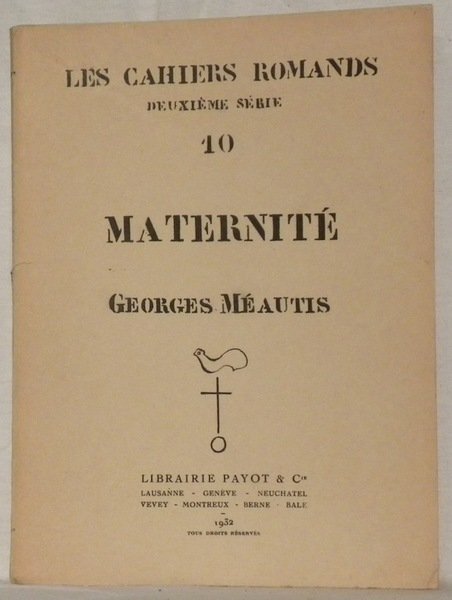 LES CAHIERS ROMANDS
DEUXIÈME SÉRIE
10
MATERNITÉ
GEORGES MÉAUTIS
LIBRAIRIE PAYOT & Cie
LAUSANNE - GENÈVE - NEUCHATEL
VEVEY - MONTREUX - BERNE - BALE
1932
TOUS DROITS RÉSERVÉS